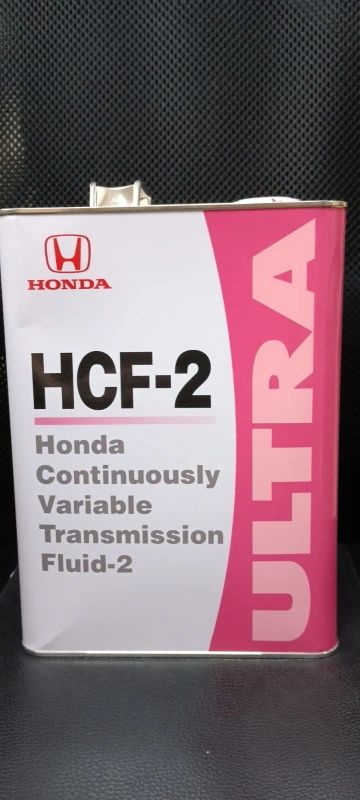 HONDA
HCF-2
Honda
Continuously
Variable
Transmission
Fluid-2
ULTRA